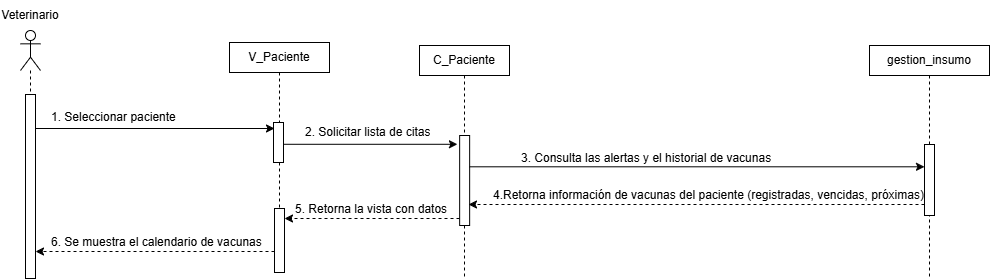 Veterinario
V_Paciente
C_Paciente
gestion_insumo
1. Seleccionar paciente
2. Solicitar lista de citas
3. Consulta las alertas y el historial de vacunas
4.Retorna información de vacunas del paciente (registradas, vencidas, próximas)
5. Retorna la vista con datos
6. Se muestra el calendario de vacunas